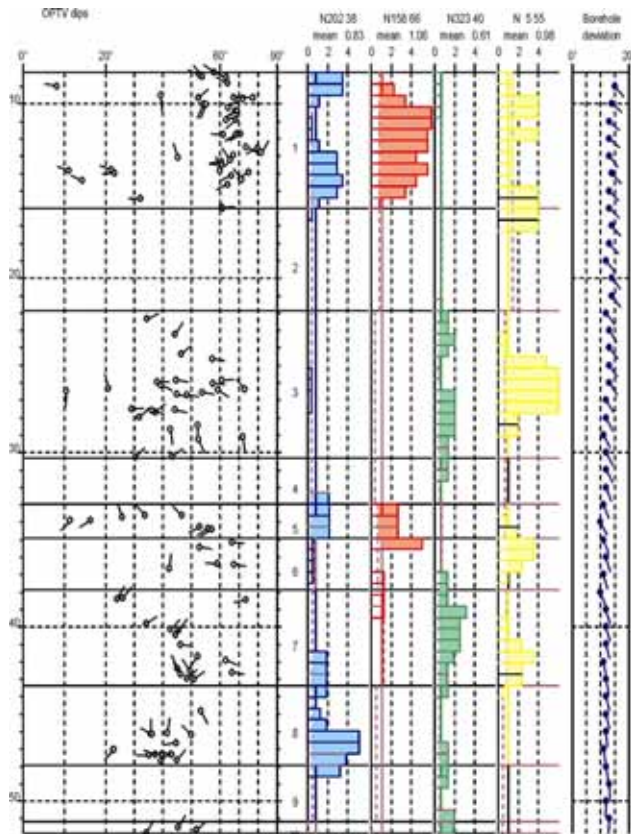 OPTV dips
N202 38
mean 0.83
N158 66
mean 1.06
N323 40
mean 0.61
N 5 55
mean 0.98
Borehole
deviation
0° 20° 60° 90°
0 2 4
0 2 4
0 2 4
0 2 4
0° 20
10
1
20
2
3
30
4
5
6
40
7
8
9
50